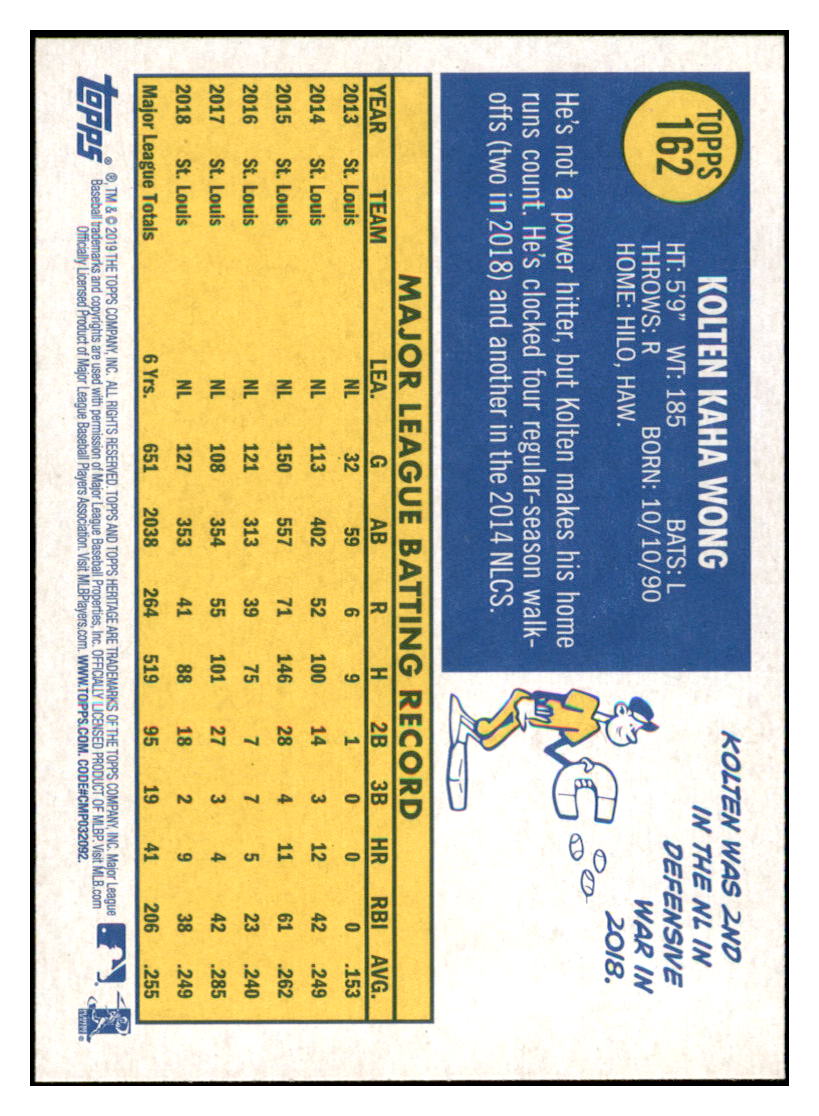 TOPPS
162
KOLTEN KAHA WONG
HT: 5'9" WT: 185 BATS: L
THROWS: R BORN: 10/10/90
HOME: HILO, HAW.
He's not a power hitter, but Kolten makes his home
runs count. He's clocked four regular-season walk-
offs (two in 2018) and another in the 2014 NLCS.
KOLTEN WAS 2ND
IN THE NL IN
DEFENSIVE
WAR IN
2018.
MAJOR LEAGUE BATTING RECORD
YEAR TEAM LEA. G AB R H 2B 3B HR RBI AVG.
2013 St. Louis NL 32 59 6 9 1 0 0 0 .153
2014 St. Louis NL 113 402 52 100 14 3 12 42 .249
2015 St. Louis NL 150 557 71 146 28 4 11 61 .262
2016 St. Louis NL 121 313 39 75 7 7 5 23 .240
2017 St. Louis NL 108 354 55 101 27 3 4 42 .285
2018 St. Louis NL 127 353 41 88 18 2 9 38 .249
Major League Totals 6 Yrs. 651 2038 264 519 95 19 41 206 .255
topps®
®, TM & © 2019 THE TOPPS COMPANY, INC. ALL RIGHTS RESERVED. TOPPS AND TOPPS HERITAGE ARE TRADEMARKS OF THE TOPPS COMPANY, INC. Major League
Baseball trademarks and copyrights are used with permission of Major League Baseball Properties, Inc. OFFICIALLY LICENSED PRODUCT OF MLBP. Visit MLB.com
Officially Licensed Product of Major League Baseball Players Association. Visit MLBPlayers.com. WWW.TOPPS.COM. CODE#CMP032092.